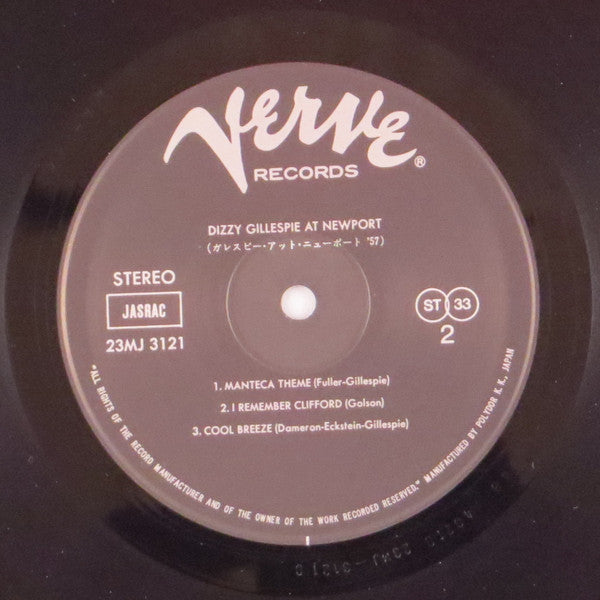 Verve®
RECORDS
DIZZY GILLESPIE AT NEWPORT
(ガレスピー・アット・ニューポート '57)
STEREO
JASRAC
23MJ 3121
ST 33
2
1. MANTECA THEME (Fuller-Gillespie)
2. I REMEMBER CLIFFORD (Golson)
3. COOL BREEZE (Dameron-Eckstein-Gillespie)
"ALL RIGHTS OF THE RECORD MANUFACTURER AND OF THE OWNER OF THE WORK RECORDED RESERVED." MANUFACTURED BY POLYDOR K. K., JAPAN